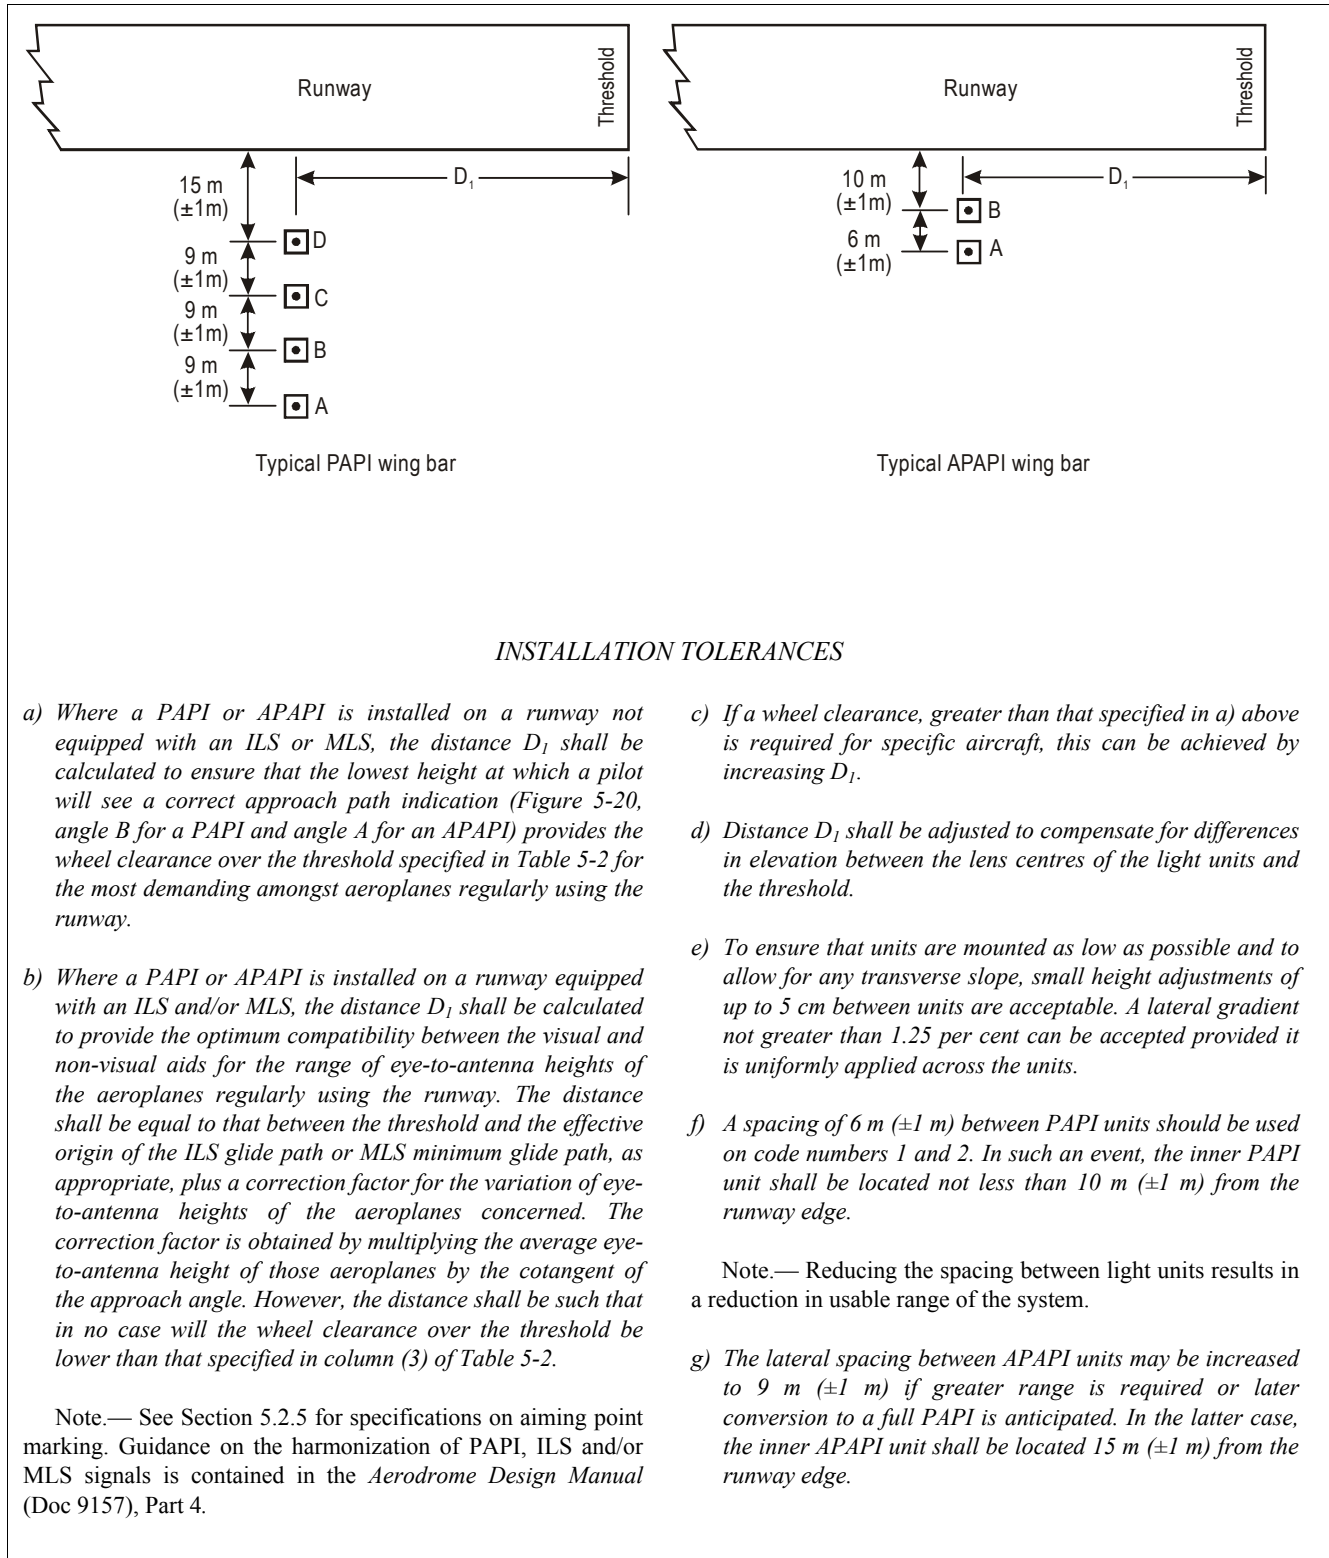 Runway
Threshold
15 m
(±1m)
D1
D
9 m
(±1m)
C
9 m
(±1m)
B
9 m
(±1m)
A
Typical PAPI wing bar
Runway
Threshold
10 m
(±1m)
D1
B
6 m
(±1m)
A
Typical APAPI wing bar
INSTALLATION TOLERANCES
a) Where a PAPI or APAPI is installed on a runway not
equipped with an ILS or MLS, the distance D1 shall be
calculated to ensure that the lowest height at which a pilot
will see a correct approach path indication (Figure 5-20,
angle B for a PAPI and angle A for an APAPI) provides the
wheel clearance over the threshold specified in Table 5-2 for
the most demanding amongst aeroplanes regularly using the
runway.
b) Where a PAPI or APAPI is installed on a runway equipped
with an ILS and/or MLS, the distance D1 shall be calculated
to provide the optimum compatibility between the visual and
non-visual aids for the range of eye-to-antenna heights of
the aeroplanes regularly using the runway. The distance
shall be equal to that between the threshold and the effective
origin of the ILS glide path or MLS minimum glide path, as
appropriate, plus a correction factor for the variation of eye-
to-antenna heights of the aeroplanes concerned. The
correction factor is obtained by multiplying the average eye-
to-antenna height of those aeroplanes by the cotangent of
the approach angle. However, the distance shall be such that
in no case will the wheel clearance over the threshold be
lower than that specified in column (3) of Table 5-2.
Note.— See Section 5.2.5 for specifications on aiming point
marking. Guidance on the harmonization of PAPI, ILS and/or
MLS signals is contained in the Aerodrome Design Manual
(Doc 9157), Part 4.
c) If a wheel clearance, greater than that specified in a) above
is required for specific aircraft, this can be achieved by
increasing D1.
d) Distance D1 shall be adjusted to compensate for differences
in elevation between the lens centres of the light units and
the threshold.
e) To ensure that units are mounted as low as possible and to
allow for any transverse slope, small height adjustments of
up to 5 cm between units are acceptable. A lateral gradient
not greater than 1.25 per cent can be accepted provided it
is uniformly applied across the units.
f) A spacing of 6 m (±1 m) between PAPI units should be used
on code numbers 1 and 2. In such an event, the inner PAPI
unit shall be located not less than 10 m (±1 m) from the
runway edge.
Note.— Reducing the spacing between light units results in
a reduction in usable range of the system.
g) The lateral spacing between APAPI units may be increased
to 9 m (±1 m) if greater range is required or later
conversion to a full PAPI is anticipated. In the latter case,
the inner APAPI unit shall be located 15 m (±1 m) from the
runway edge.